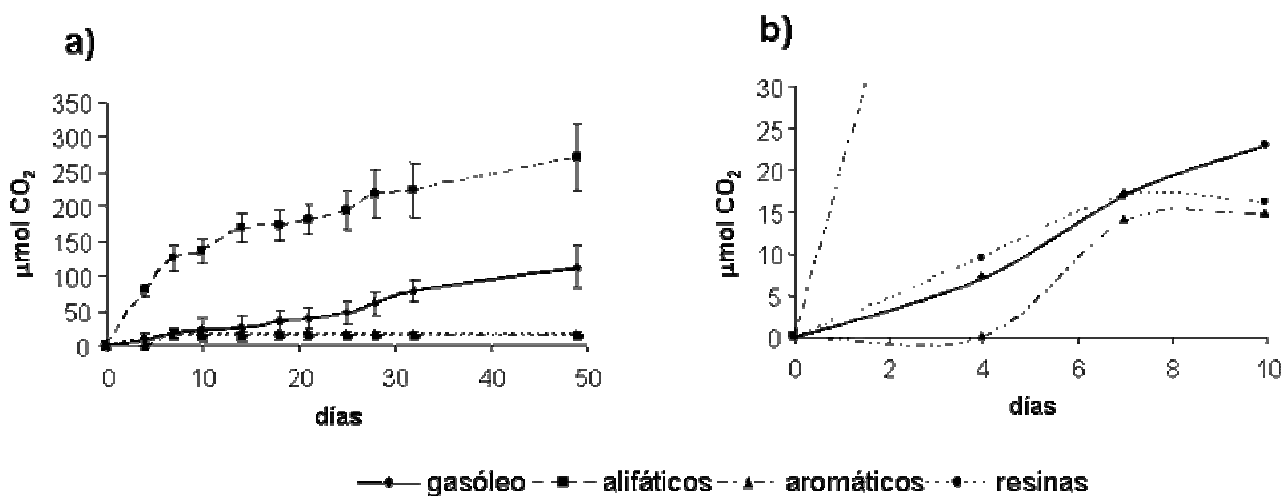 a)
350
300
250
200
150
100
50
0
µmol CO₂
0 10 20 30 40 50
días
b)
30
25
20
15
10
5
0
µmol CO₂
0 2 4 6 8 10
días
gasóleo alifáticos aromáticos resinas